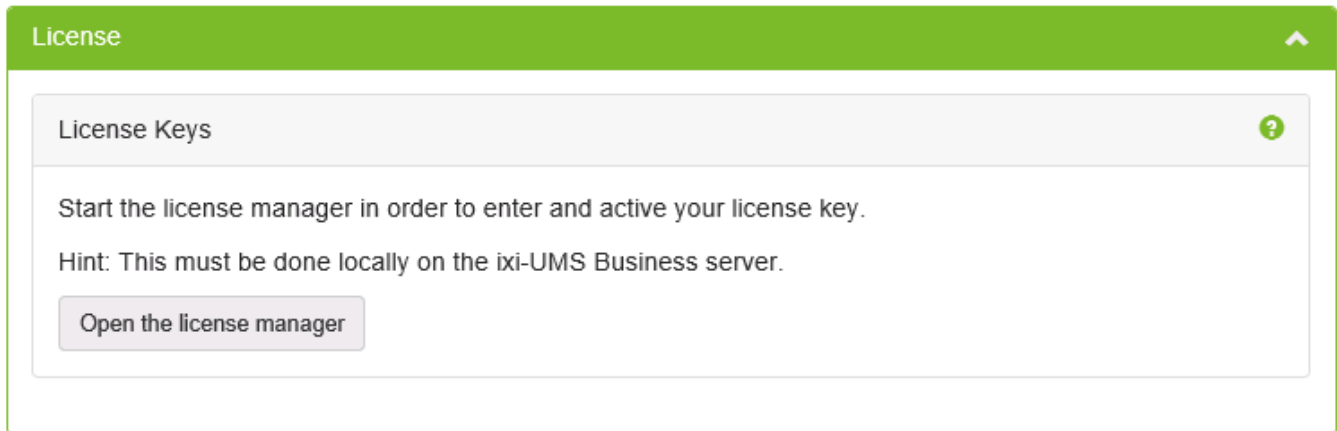 License
License Keys
Start the license manager in order to enter and active your license key.
Hint: This must be done locally on the ixi-UMS Business server.
Open the license manager